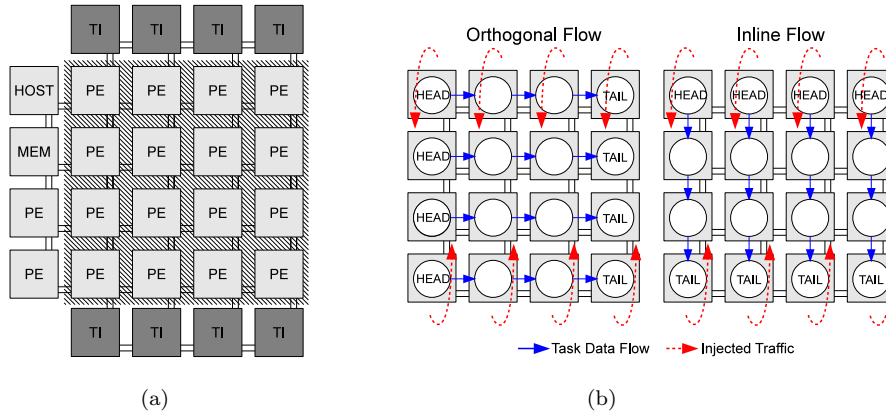 TI TI TI TI
HOST PE PE PE PE
MEM PE PE PE PE
PE PE PE PE PE
PE PE PE PE PE
TI TI TI TI
(a)
Orthogonal Flow
HEAD TAIL
HEAD TAIL
HEAD TAIL
HEAD TAIL
Inline Flow
HEAD HEAD HEAD HEAD
TAIL TAIL TAIL TAIL
Task Data Flow Injected Traffic
(b)